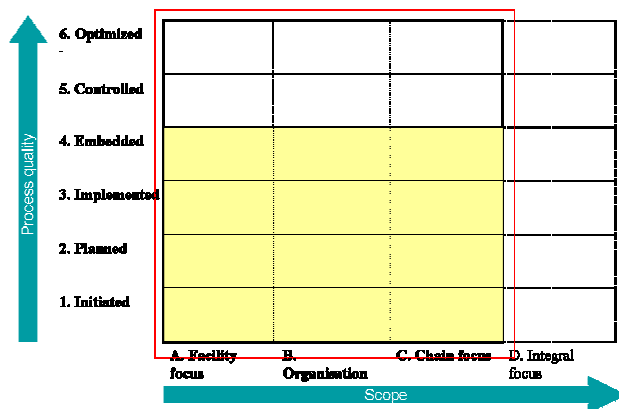 6. Optimized
-
5. Controlled
4. Embedded
3. Implemented
2. Planned
1. Initiated
Process quality
A. Facility
focus
B.
Organisation
C. Chain focus
D. Integral
focus
Scope